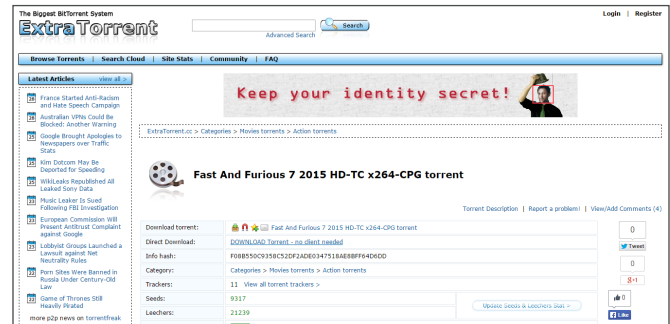 The Biggest BitTorrent System
ExtraTorrent
Search
Advanced Search
Login | Register
Browse Torrents | Search Cloud | Site Stats | Community | FAQ
Latest Articles view all >
France Started Anti-Racism
and Hate Speech Campaign
Australian VPNs Could Be
Blocked: Another Warning
Google Brought Apologies to
Newspapers over Traffic
Stats
Kim Dotcom May Be
Deported for Speeding
WikiLeaks Republished All
Leaked Sony Data
Music Leaker Is Sued
Following FBI Investigation
European Commission Will
Present Antitrust Complaint
against Google
Lobbyist Groups Launched a
Lawsuit against Net
Neutrality Rules
Porn Sites Were Banned in
Russia Under Century-Old
Law
Game of Thrones Still
Heavily Pirated
more p2p news on torrentfreak
Keep your identity secret!
ExtraTorrent.cc > Categories > Movies torrents > Action torrents
Fast And Furious 7 2015 HD-TC x264-CPG torrent
Torrent Description | Report a problem! | View/Add Comments (4)
Download torrent: Fast And Furious 7 2015 HD-TC x264-CPG torrent
Direct Download: DOWNLOAD Torrent - no client needed
Info hash: F08B550C9358C52DF2ADE0347518AE8BFF64D6DD
Category: Categories > Movies torrents > Action torrents
Trackers: 11 View all torrent trackers >
Seeds: 9317
Leechers: 21239
Update Seeds & Leechers Stat >
0
Tweet
0
g+1
0
Like